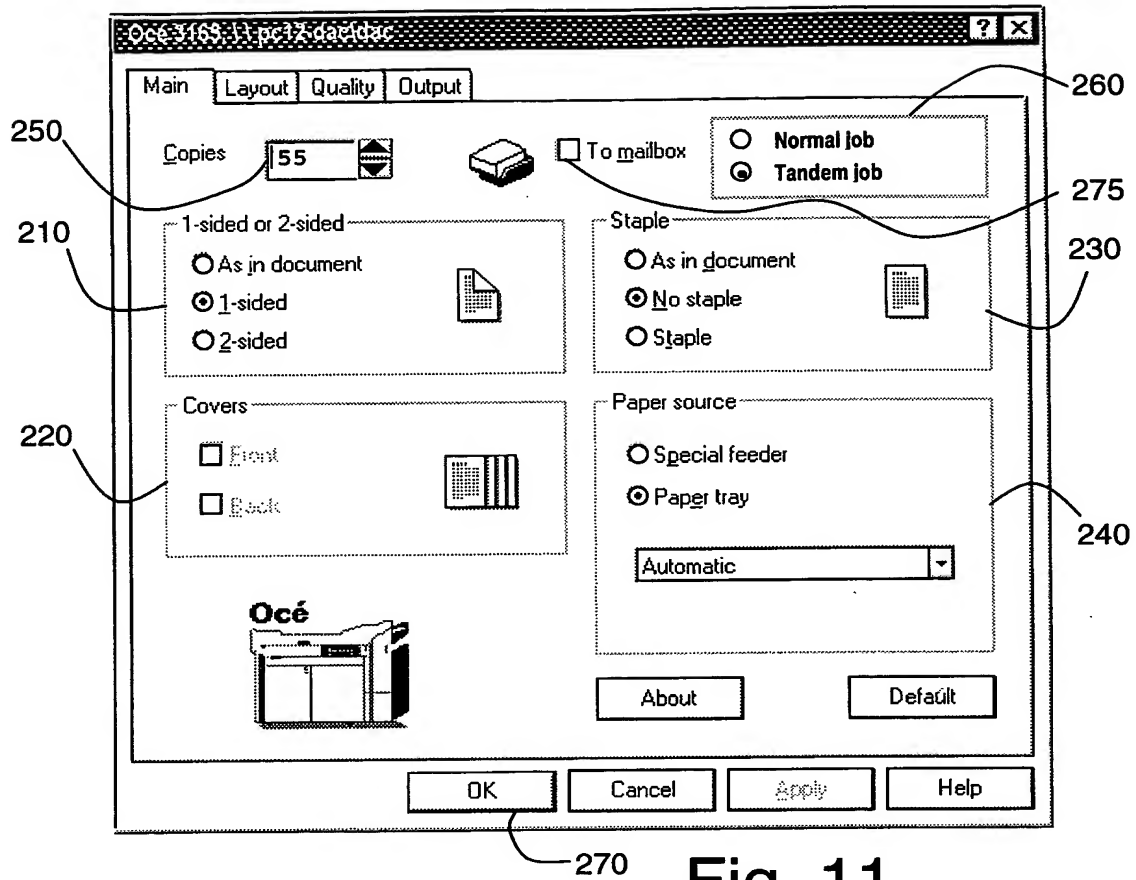 Océ 3165 \\pc12-dac\dac
Main Layout Quality Output
260
250
Copies 55 To mailbox
Normal job
Tandem job
275
210
1-sided or 2-sided
As in document
1-sided
2-sided
Staple
As in document
No staple
Staple
230
220
Covers
Front
Back
Paper source
Special feeder
Paper tray
Automatic
240
Océ
About Default
OK Cancel Apply Help
270
Fig. 11